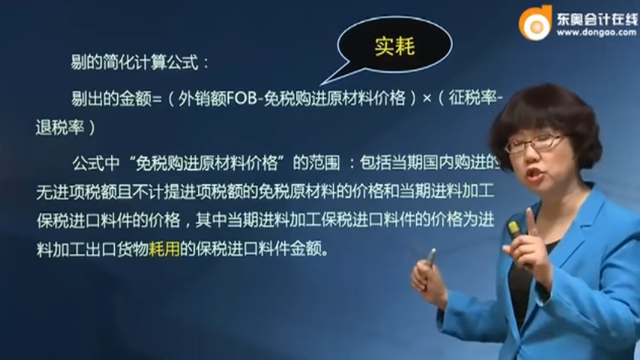 东奥会计在线
www.dongao.com
实耗
剔的简化计算公式：
剔出的金额=（外销额FOB-免税购进原材料价格）×（征税率-
退税率）
公式中“免税购进原材料价格”的范围：包括当期国内购进的
无进项税额且不计提进项税额的免税原材料的价格和当期进料加工
保税进口料件的价格，其中当期进料加工保税进口料件的价格为进
料加工出口货物耗用的保税进口料件金额。